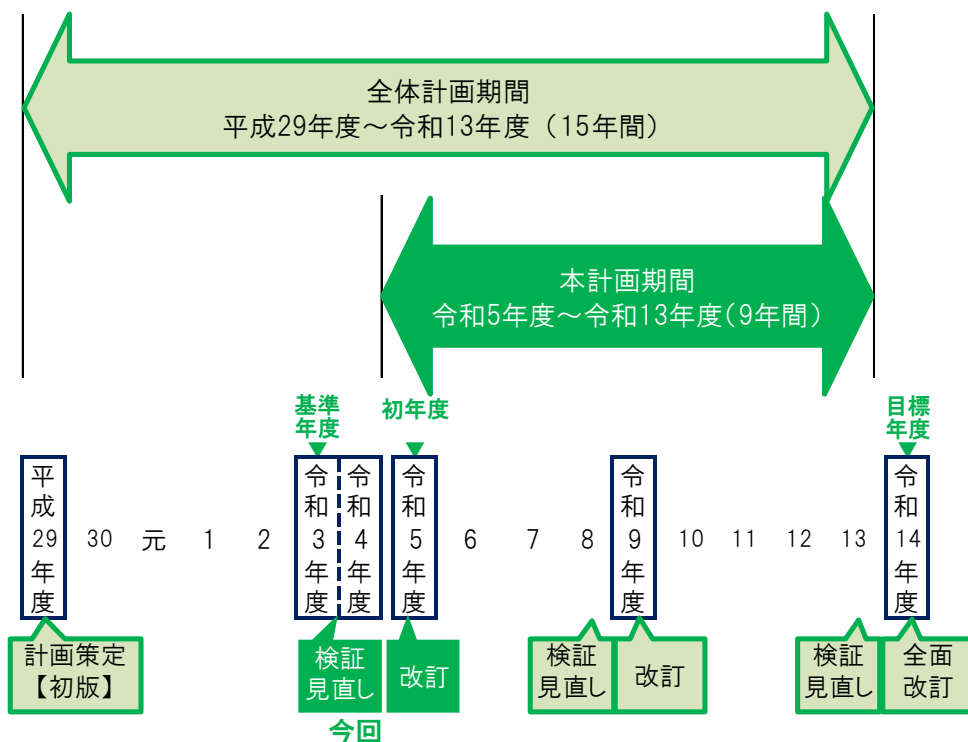 全体計画期間
平成29年度～令和13年度（15年間）
本計画期間
令和5年度～令和13年度(9年間)
基準
年度
初年度
目標
年度
平成29年度
30
元
1
2
令和3年度
令和4年度
令和5年度
6
7
8
令和9年度
10
11
12
13
令和14年度
計画策定
【初版】
検証
見直し
改訂
検証
見直し
改訂
検証
見直し
全面
改訂
今回